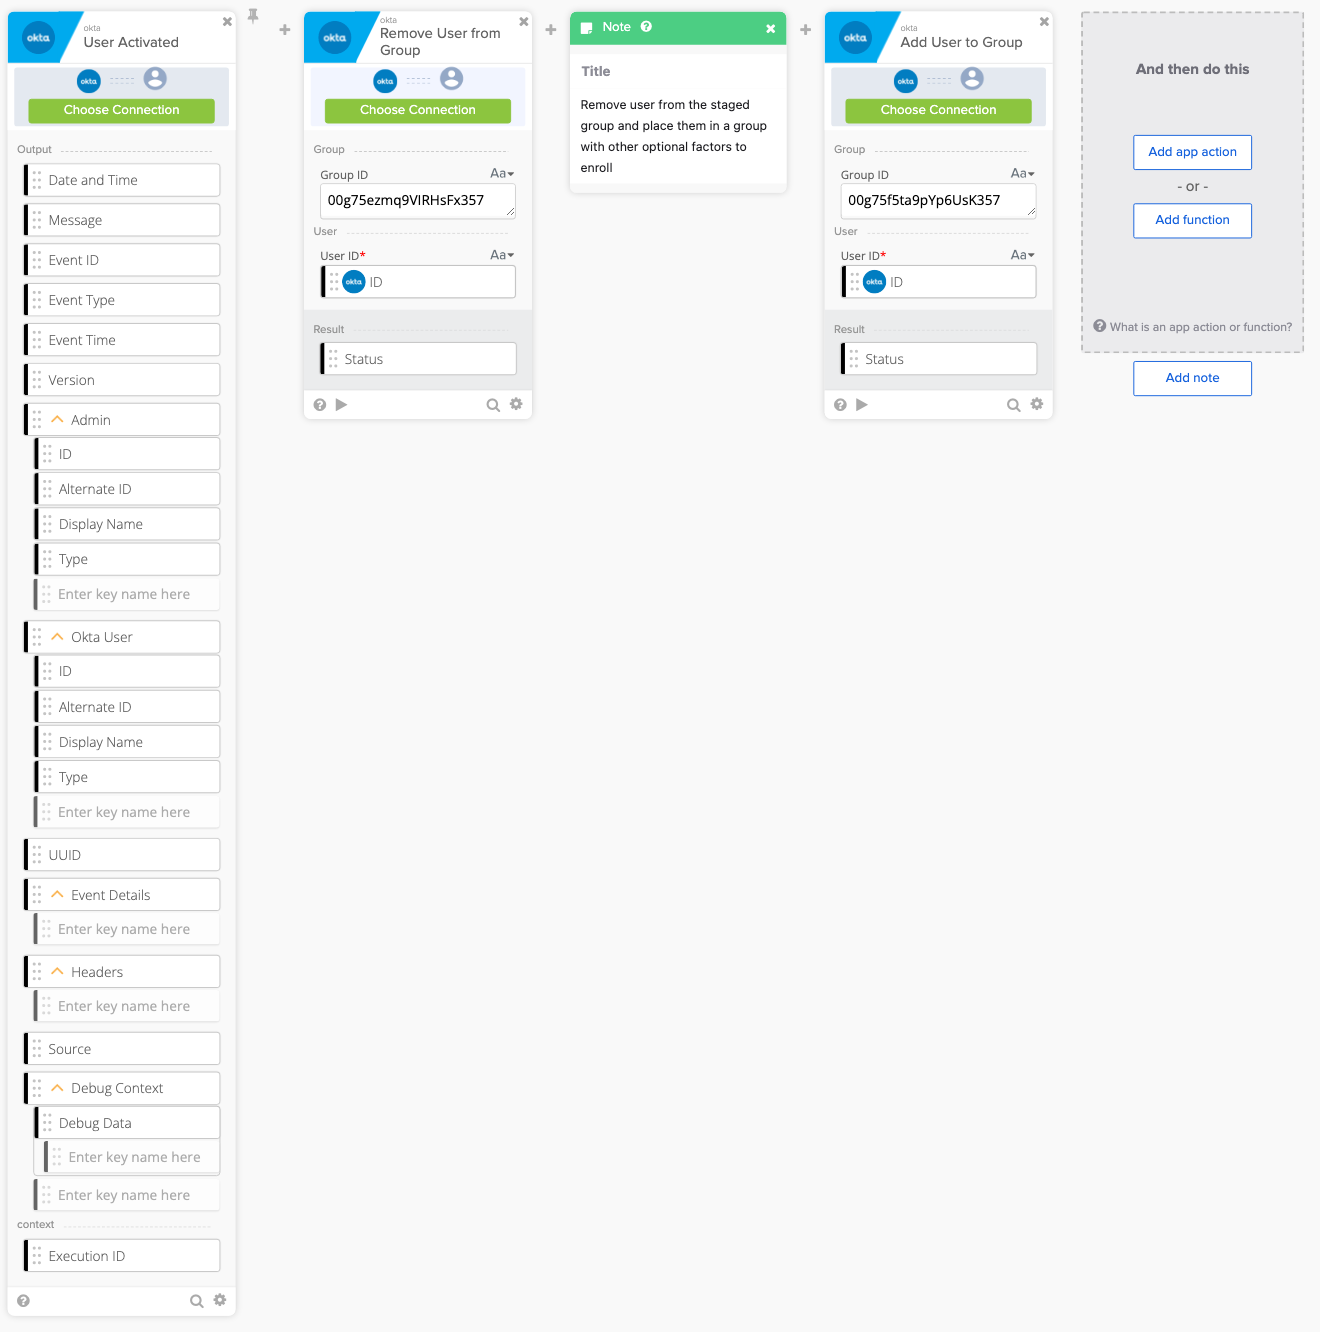 okta
okta
User Activated
okta
Choose Connection
Output
Date and Time
Message
Event ID
Event Type
Event Time
Version
Admin
ID
Alternate ID
Display Name
Type
Enter key name here
Okta User
ID
Alternate ID
Display Name
Type
Enter key name here
UUID
Event Details
Enter key name here
Headers
Enter key name here
Source
Debug Context
Debug Data
Enter key name here
Enter key name here
context
Execution ID
okta
okta
Remove User from
Group
okta
Choose Connection
Group
Group ID Aa
00g75ezmq9VIRHsFx357
User
User ID* Aa
okta ID
Result
Status
Note
Title
Remove user from the staged
group and place them in a group
with other optional factors to
enroll
okta
okta
Add User to Group
okta
Choose Connection
Group
Group ID Aa
00g75f5ta9pYp6UsK357
User
User ID* Aa
okta ID
Result
Status
And then do this
Add app action
- or -
Add function
What is an app action or function?
Add note